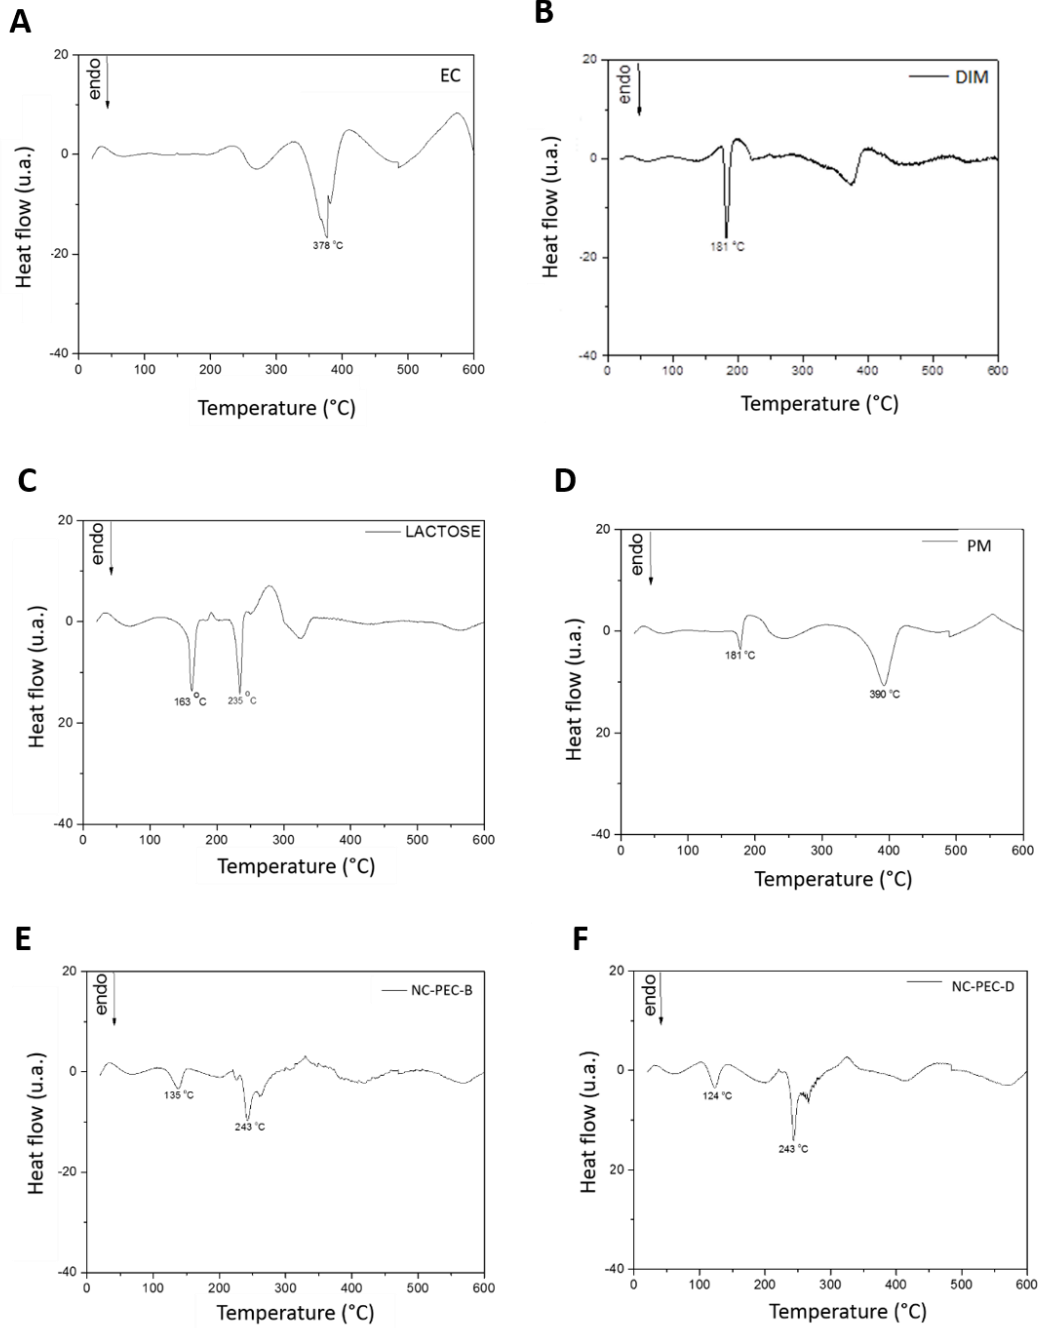 A
20
0
-20
-40
Heat flow (u.a.)
endo
EC
378 °C
0 100 200 300 400 500 600
Temperature (°C)
B
20
0
-20
-40
Heat flow (u.a.)
endo
DIM
181 °C
0 100 200 300 400 500 600
Temperature (°C)
C
20
0
20
-40
Heat flow (u.a.)
endo
LACTOSE
163 °C
235 °C
0 100 200 300 400 500 600
Temperature (°C)
D
20
0
20
-40
Heat flow (u.a.)
endo
PM
181 °C
390 °C
0 100 200 300 400 500 600
Temperature (°C)
E
20
0
-20
-40
Heat flow (u.a.)
endo
NC-PEC-B
135 °C
243 °C
0 100 200 300 400 500 600
Temperature (°C)
F
20
0
20
-40
Heat flow (u.a.)
endo
NC-PEC-D
124 °C
243 °C
0 100 200 300 400 500 600
Temperature (°C)